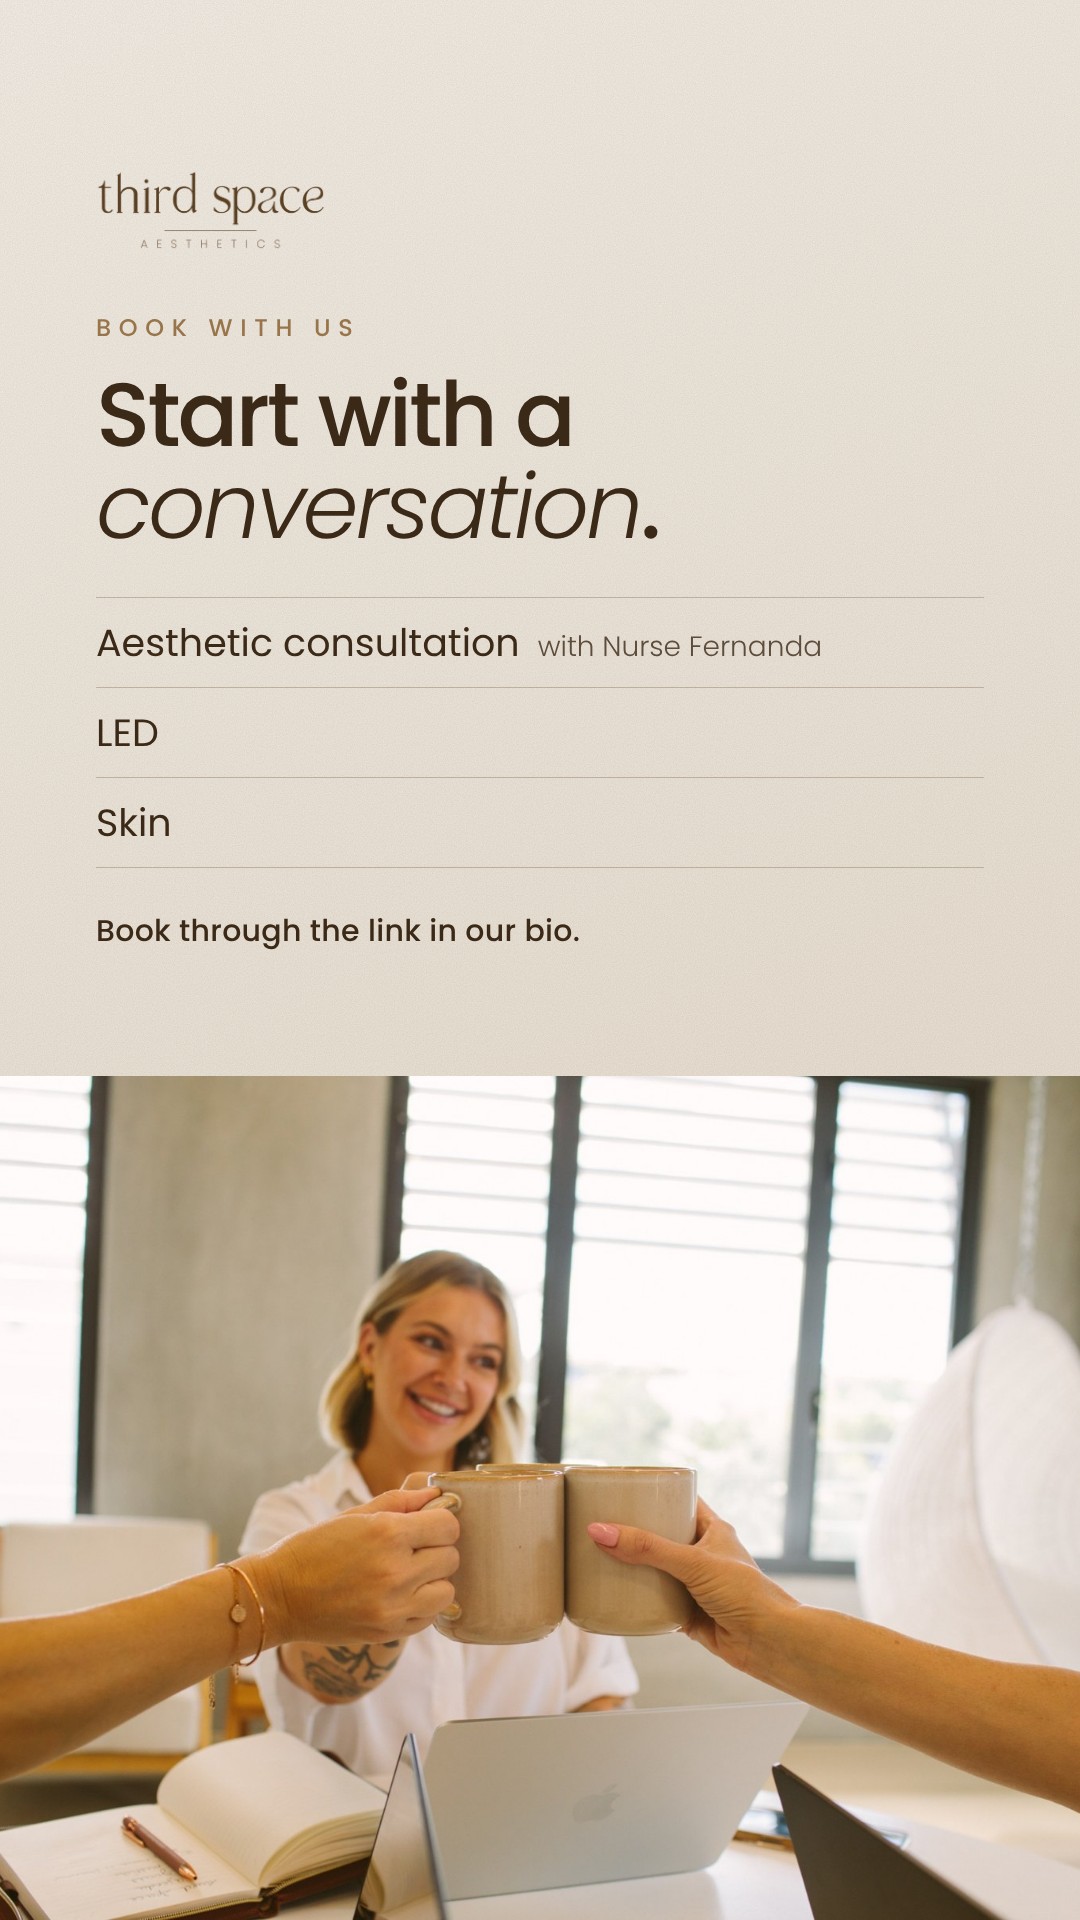 third space
AESTHETICS
BOOK WITH US
Start with a
conversation.
Aesthetic consultation with Nurse Fernanda
LED
Skin
Book through the link in our bio.